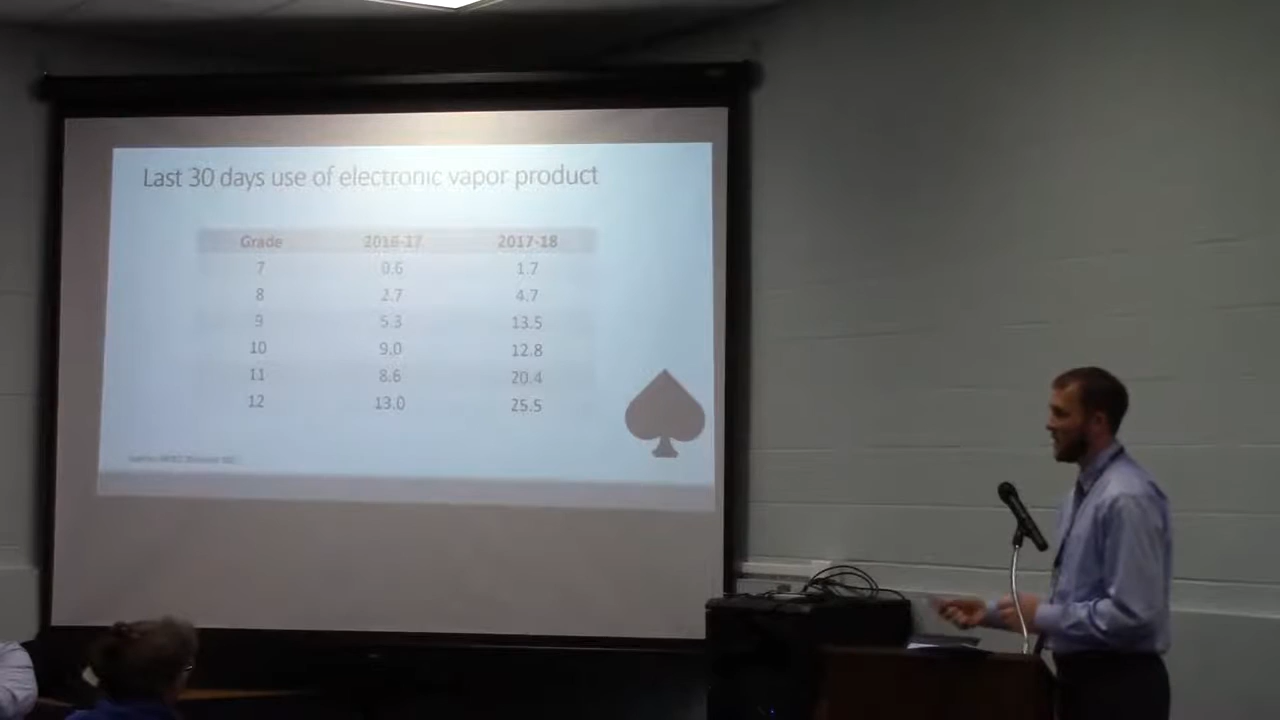 Last 30 days use of electronic vapor product
Grade 2016-17 2017-18
7 0.6 1.7
8 2.7 4.7
9 5.3 13.5
10 9.0 12.8
11 8.6 20.4
12 13.0 25.5